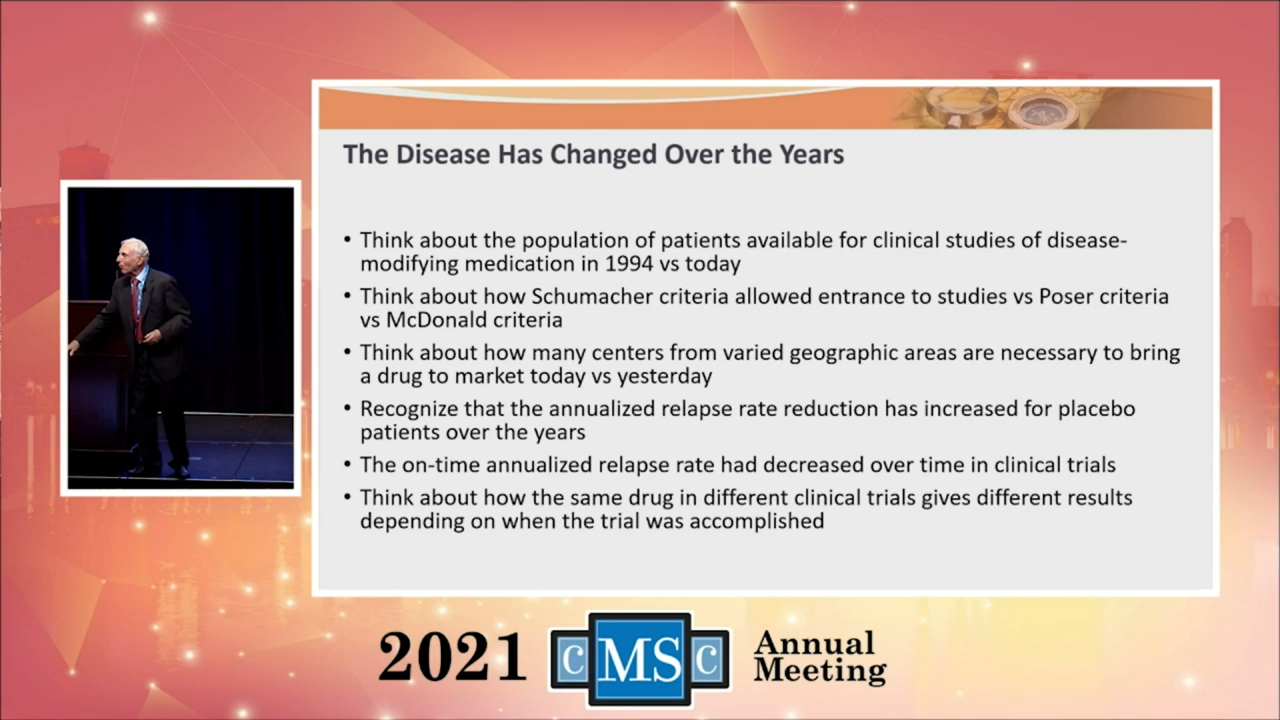 The Disease Has Changed Over the Years
• Think about the population of patients available for clinical studies of disease-
modifying medication in 1994 vs today
• Think about how Schumacher criteria allowed entrance to studies vs Poser criteria
vs McDonald criteria
• Think about how many centers from varied geographic areas are necessary to bring
a drug to market today vs yesterday
• Recognize that the annualized relapse rate reduction has increased for placebo
patients over the years
• The on-time annualized relapse rate had decreased over time in clinical trials
• Think about how the same drug in different clinical trials gives different results
depending on when the trial was accomplished
2021
C MS C
Annual
Meeting